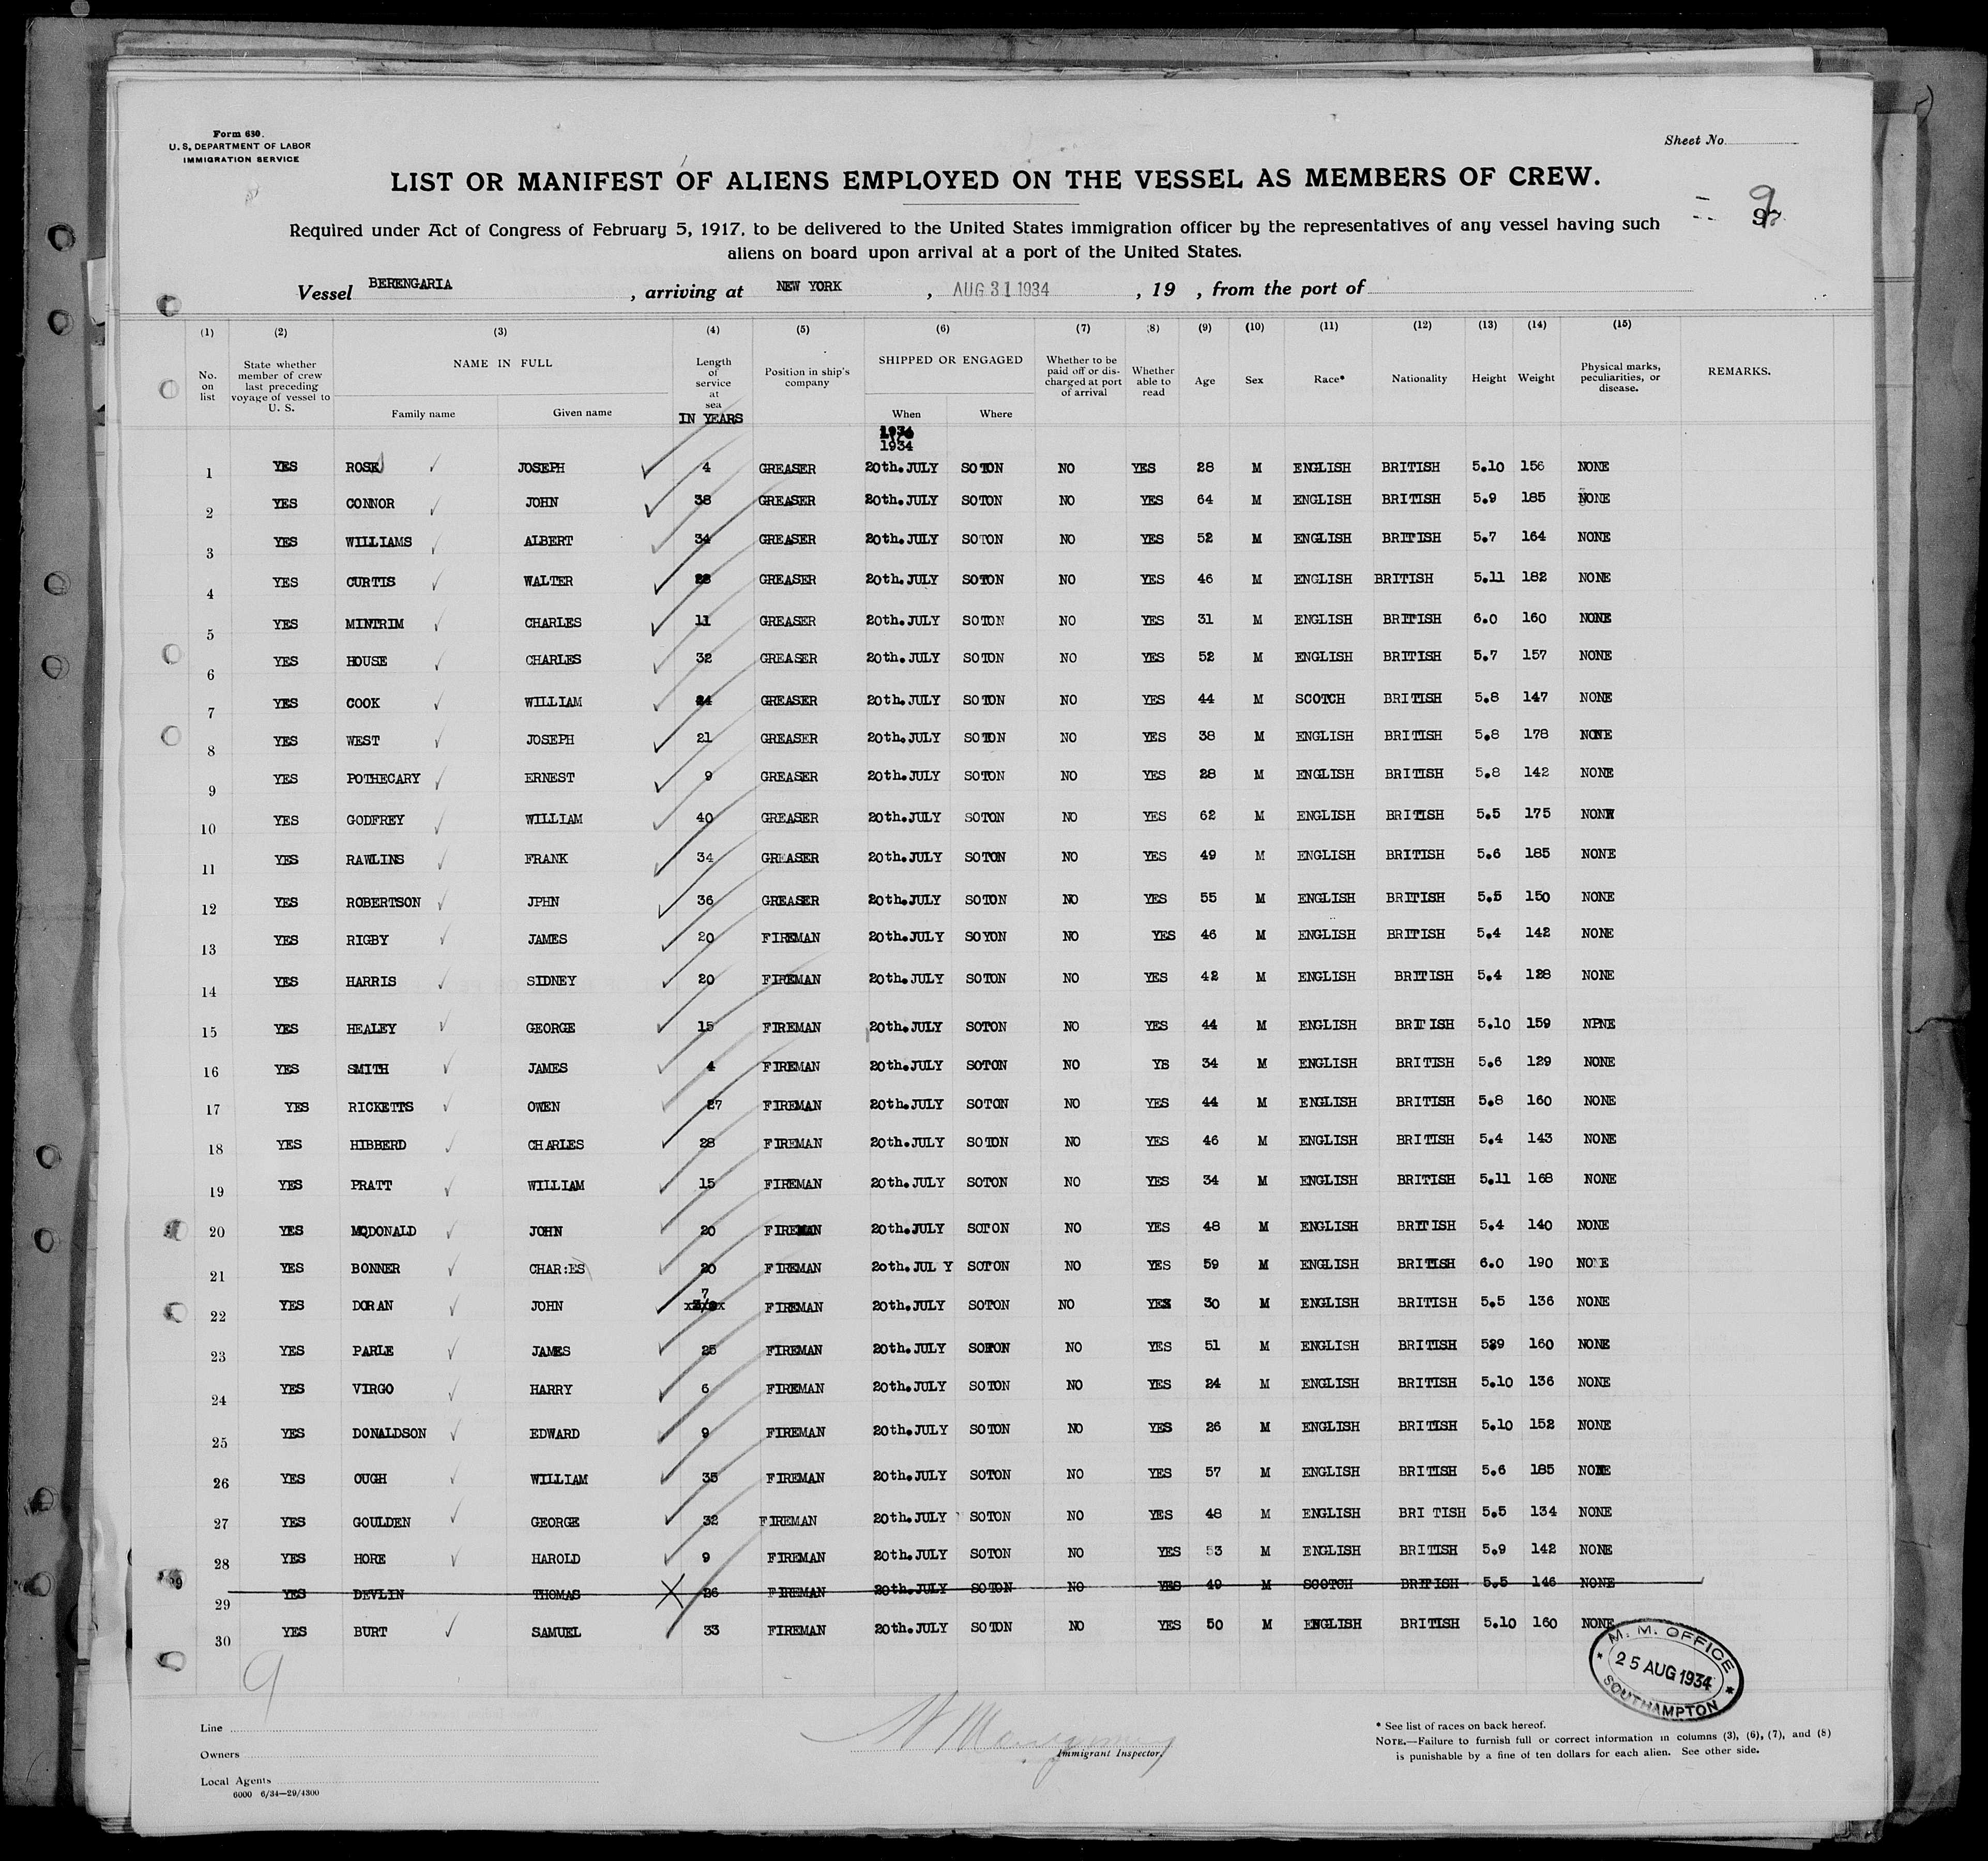 Form 630.
U. S. DEPARTMENT OF LABOR
IMMIGRATION SERVICE
Sheet No.
LIST OR MANIFEST OF ALIENS EMPLOYED ON THE VESSEL AS MEMBERS OF CREW.
9
Required under Act of Congress of February 5, 1917, to be delivered to the United States immigration officer by the representatives of any vessel having such
aliens on board upon arrival at a port of the United States.
Vessel BERENGARIA , arriving at NEW YORK , AUG 31 1934 , 19 , from the port of
(1) (2) (3) (4) (5) (6) (7) (8) (9) (10) (11) (12) (13) (14) (15)
No. on list State whether member of crew last preceding voyage of vessel to U. S. NAME IN FULL Family name Given name Length of service at sea IN YEARS Position in ship's company SHIPPED OR ENGAGED When Where Whether to be paid off or discharged at port of arrival Whether able to read Age Sex Race* Nationality Height Weight Physical marks, peculiarities, or disease. REMARKS.
1934
1934
1 YES ROSE JOSEPH 4 GREASER 20th.JULY SOTON NO YES 28 M ENGLISH BRITISH 5.10 156 NONE
2 YES CONNOR JOHN 38 GREASER 20th.JULY SOTON NO YES 64 M ENGLISH BRITISH 5.9 185 NONE
3 YES WILLIAMS ALBERT 34 GREASER 20th.JULY SOTON NO YES 52 M ENGLISH BRITISH 5.7 164 NONE
4 YES CURTIS WALTER 28 GREASER 20th.JULY SOTON NO YES 46 M ENGLISH BRITISH 5.11 182 NONE
5 YES MINTRIM CHARLES 11 GREASER 20th.JULY SOTON NO YES 31 M ENGLISH BRITISH 6.0 160 NONE
6 YES HOUSE CHARLES 32 GREASER 20th.JULY SOTON NO YES 52 M ENGLISH BRITISH 5.7 157 NONE
7 YES COOK WILLIAM 24 GREASER 20th.JULY SOTON NO YES 44 M SCOTCH BRITISH 5.8 147 NONE
8 YES WEST JOSEPH 21 GREASER 20th.JULY SOTON NO YES 38 M ENGLISH BRITISH 5.8 178 NONE
9 YES POTHECARY ERNEST 9 GREASER 20th.JULY SOTON NO YES 28 M ENGLISH BRITISH 5.8 142 NONE
10 YES GODFREY WILLIAM 40 GREASER 20th.JULY SOTON NO YES 62 M ENGLISH BRITISH 5.5 175 NONW
11 YES RAWLINS FRANK 34 GREASER 20th.JULY SOTON NO YES 49 M ENGLISH BRITISH 5.6 185 NONE
12 YES ROBERTSON JPHN 36 GREASER 20th.JULY SOTON NO YES 55 M ENGLISH BRITISH 5.5 150 NONE
13 YES RIGBY JAMES 20 FIREMAN 20th.JULY SOYON NO YES 46 M ENGLISH BRITISH 5.4 142 NONE
14 YES HARRIS SIDNEY 20 FIREMAN 20th.JULY SOTON NO YES 42 M ENGLISH BRITISH 5.4 128 NONE
15 YES HEALEY GEORGE 15 FIREMAN 20th.JULY SOTON NO YES 44 M ENGLISH BRITISH 5.10 159 NPNE
16 YES SMITH JAMES 4 FIREMAN 20th.JULY SOTON NO YS 34 M ENGLISH BRITISH 5.6 129 NONE
17 YES RICKETTS OWEN 27 FIREMAN 20th.JULY SOTON NO YES 44 M ENGLISH BRITISH 5.8 160 NONE
18 YES HIBBERD CHARLES 28 FIREMAN 20th.JULY SOTON NO YES 46 M ENGLISH BRITISH 5.4 143 NONE
19 YES PRATT WILLIAM 15 FIREMAN 20th.JULY SOTON NO YES 34 M ENGLISH BRITISH 5.11 168 NONE
20 YES MQDONALD JOHN 20 FIREMAN 20th.JULY SOTON NO YES 48 M ENGLISH BRITISH 5.4 140 NONE
21 YES BONNER CHAR:ES 20 FIREMAN 20th.JUL Y SOTON NO YES 59 M ENGLISH BRITISH 6.0 190 NONE
22 YES DORAN JOHN 7 FIREMAN 20th.JULY SOTON NO YES 30 M ENGLISH BRITISH 5.5 136 NONE
23 YES PARLE JAMES 25 FIREMAN 20th.JULY SOTON NO YES 51 M ENGLISH BRITISH 589 160 NONE
24 YES VIRGO HARRY 6 FIREMAN 20th.JULY SOTON NO YES 24 M ENGLISH BRITISH 5.10 136 NONE
25 YES DONALDSON EDWARD 9 FIREMAN 20th.JULY SOTON NO YES 26 M ENGLISH BRITISH 5.10 152 NONE
26 YES OUGH WILLIAM 35 FIREMAN 20th.JULY SOTON NO YES 57 M ENGLISH BRITISH 5.6 185 NONE
27 YES GOULDEN GEORGE 32 FIREMAN 20th.JULY SOTON NO YES 48 M ENGLISH BRI TISH 5.5 134 NONE
28 YES HORE HAROLD 9 FIREMAN 20th.JULY SOTON NO YES 53 M ENGLISH BRITISH 5.9 142 NONE
29 YES DEVLIN THOMAS 26 FIREMAN 20th.JULY SOTON NO YES 49 M SCOTCH BRITISH 5.5 146 NONE
30 YES BURT SAMUEL 33 FIREMAN 20th.JULY SOTON NO YES 50 M ENGLISH BRITISH 5.10 160 NONE
9
M. M. OFFICE
25 AUG 1934
SOUTHAMPTON
Line
Owners
Local Agents
6000 6/34—29/4300
Immigrant Inspector.
* See list of races on back hereof.
NOTE.—Failure to furnish full or correct information in columns (3), (6), (7), and (8)
is punishable by a fine of ten dollars for each alien. See other side.